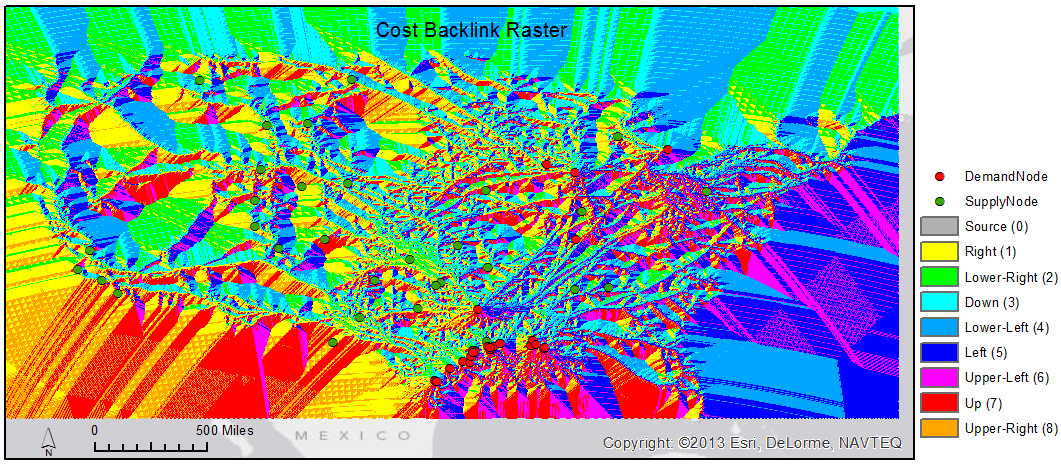 Cost Backlink Raster
DemandNode
SupplyNode
Source (0)
Right (1)
Lower-Right (2)
Down (3)
Lower-Left (4)
Left (5)
Upper-Left (6)
Up (7)
Upper-Right (8)
N
0 500 Miles
MEXICO
Copyright: ©2013 Esri, DeLorme, NAVTEQ